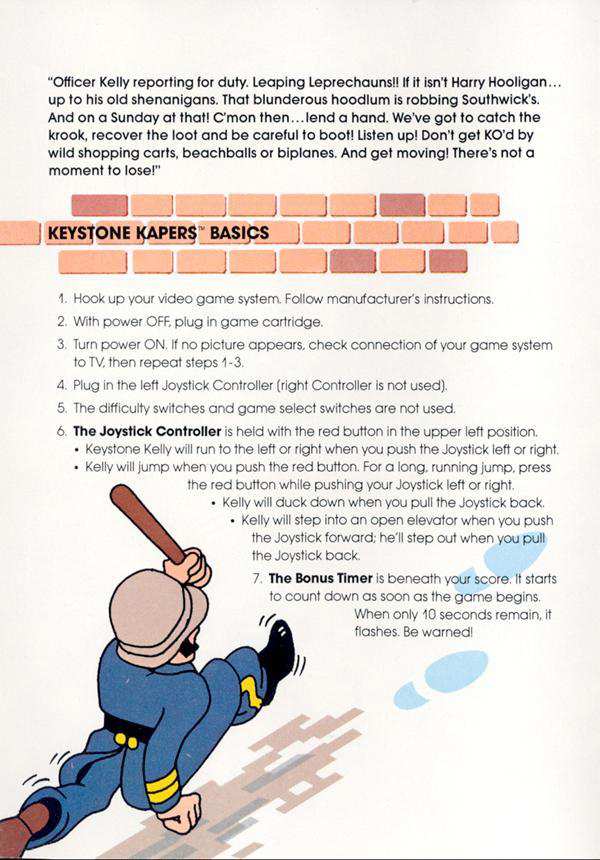 “Officer Kelly reporting for duty. Leaping Leprechauns!! If it isn't Harry Hooligan...
up to his old shenanigans. That blunderous hoodlum is robbing Southwick's.
And on a Sunday at that! C'mon then...lend a hand. We've got to catch the
krook, recover the loot and be careful to boot! Listen up! Don't get KO'd by
wild shopping carts, beachballs or biplanes. And get moving! There's not a
moment to lose!”
KEYSTONE KAPERS™ BASICS
1. Hook up your video game system. Follow manufacturer's instructions.
2. With power OFF, plug in game cartridge.
3. Turn power ON. If no picture appears, check connection of your game system
to TV, then repeat steps 1-3.
4. Plug in the left Joystick Controller (right Controller is not used).
5. The difficulty switches and game select switches are not used.
6. The Joystick Controller is held with the red button in the upper left position.
• Keystone Kelly will run to the left or right when you push the Joystick left or right.
• Kelly will jump when you push the red button. For a long, running jump, press
the red button while pushing your Joystick left or right.
• Kelly will duck down when you pull the Joystick back.
• Kelly will step into an open elevator when you push
the Joystick forward; he'll step out when you pull
the Joystick back.
7. The Bonus Timer is beneath your score. It starts
to count down as soon as the game begins.
When only 10 seconds remain, it
flashes. Be warned!